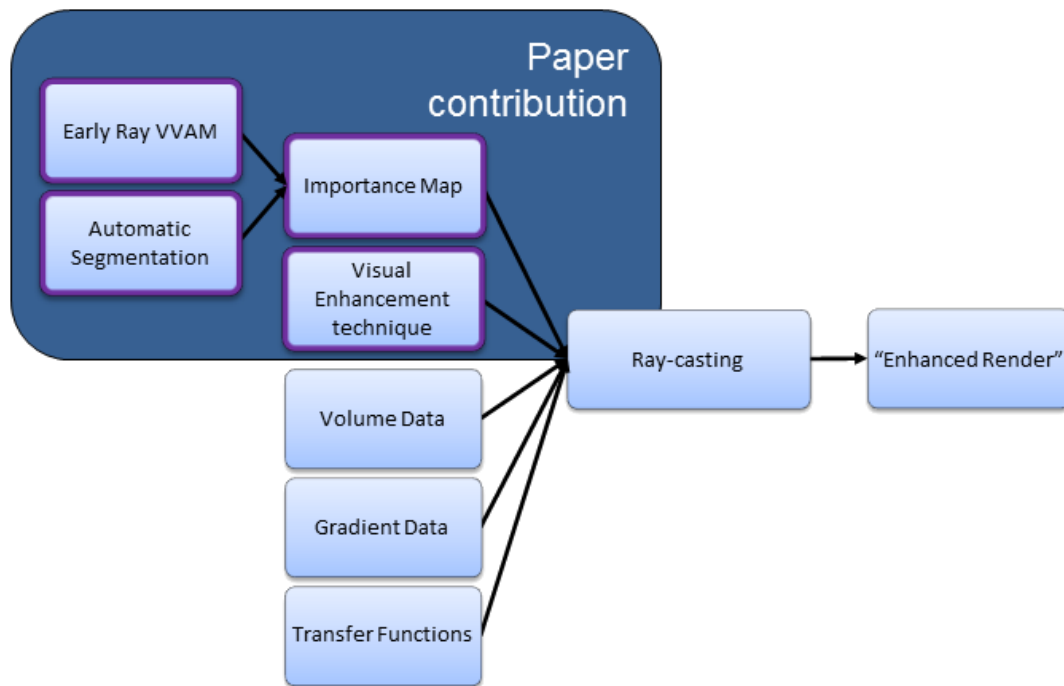 Paper
contribution
Early Ray VVAM
Automatic
Segmentation
Importance Map
Visual
Enhancement
technique
Ray-casting
“Enhanced Render”
Volume Data
Gradient Data
Transfer Functions